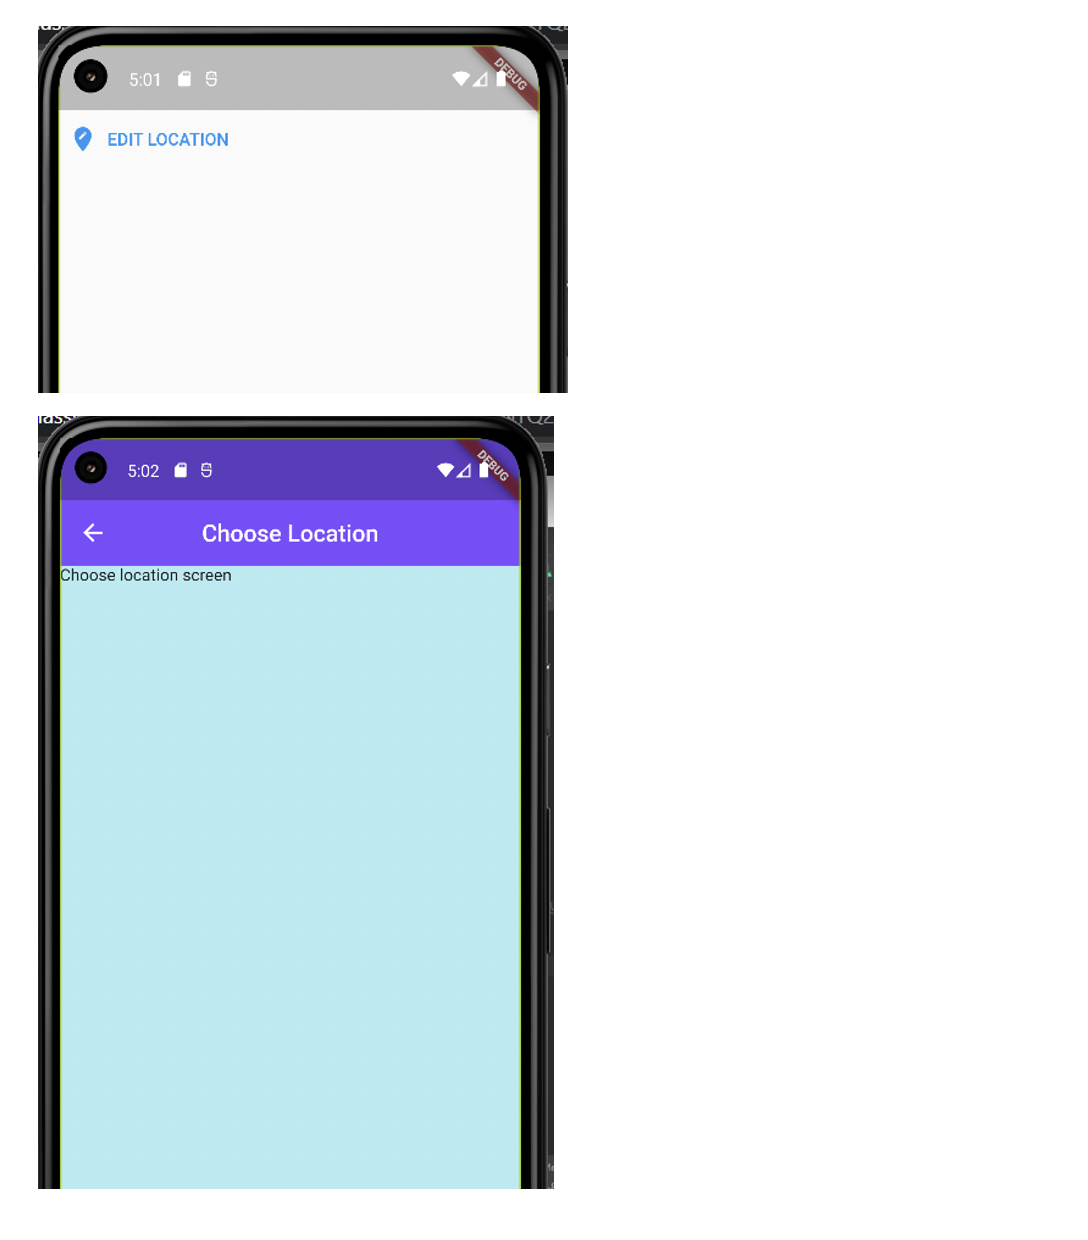 5:01
DEBUG
EDIT LOCATION
5:02
DEBUG
Choose Location
Choose location screen